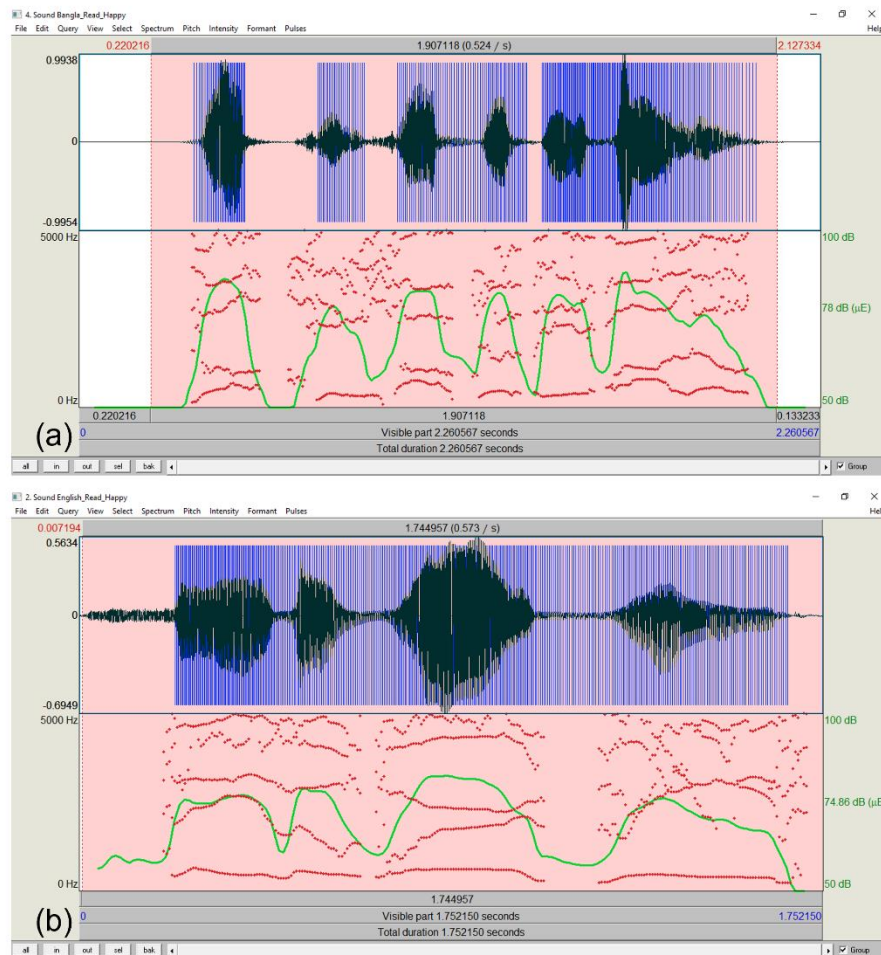 4. Sound Bangla_Read_Happy
File Edit Query View Select Spectrum Pitch Intensity Formant Pulses Help
0.220216 1.907118 (0.524 / s) 2.127334
0.9938
0
-0.9954
5000 Hz 100 dB
78 dB (µE)
0 Hz 50 dB
0.220216 1.907118 0.133233
(a) 0 Visible part 2.260567 seconds 2.260567
Total duration 2.260567 seconds
all in out sel bak Group
2. Sound English_Read_Happy
File Edit Query View Select Spectrum Pitch Intensity Formant Pulses Hel
0.007194 1.744957 (0.573 / s)
0.5634
0
-0.6949
5000 Hz 100 dB
74.86 dB (µE
0 Hz 50 dB
1.744957
(b) 0 Visible part 1.752150 seconds 1.752150
Total duration 1.752150 seconds
all in out sel bak Group